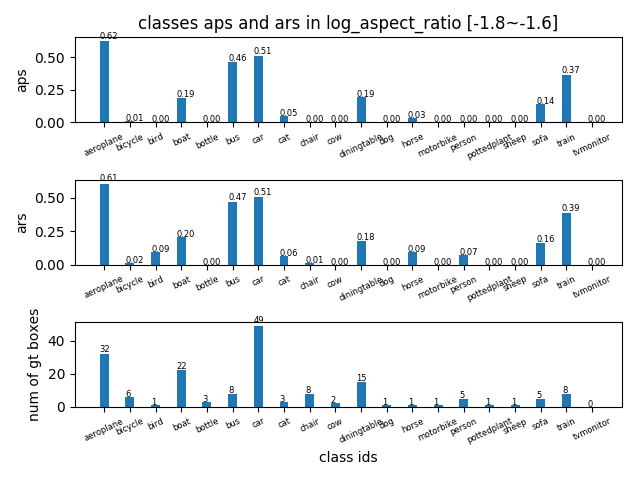 classes aps and ars in log_aspect_ratio [-1.8~-1.6]
aps
0.50
0.25
0.00
0.62 0.01 0.00 0.19 0.00 0.46 0.51 0.05 0.00 0.00 0.19 0.00 0.03 0.00 0.00 0.00 0.00 0.14 0.37 0.00
aeroplane bicycle bird boat bottle bus car cat chair cow diningtable dog horse motorbike person pottedplant sheep sofa train tvmonitor
ars
0.50
0.25
0.00
0.61 0.02 0.09 0.20 0.00 0.47 0.51 0.06 0.01 0.00 0.18 0.00 0.09 0.00 0.07 0.00 0.00 0.16 0.39 0.00
aeroplane bicycle bird boat bottle bus car cat chair cow diningtable dog horse motorbike person pottedplant sheep sofa train tvmonitor
num of gt boxes
40
20
0
32 6 1 22 3 8 49 3 8 2 15 1 1 1 5 1 1 5 8 0
aeroplane bicycle bird boat bottle bus car cat chair cow diningtable dog horse motorbike person pottedplant sheep sofa train tvmonitor
class ids